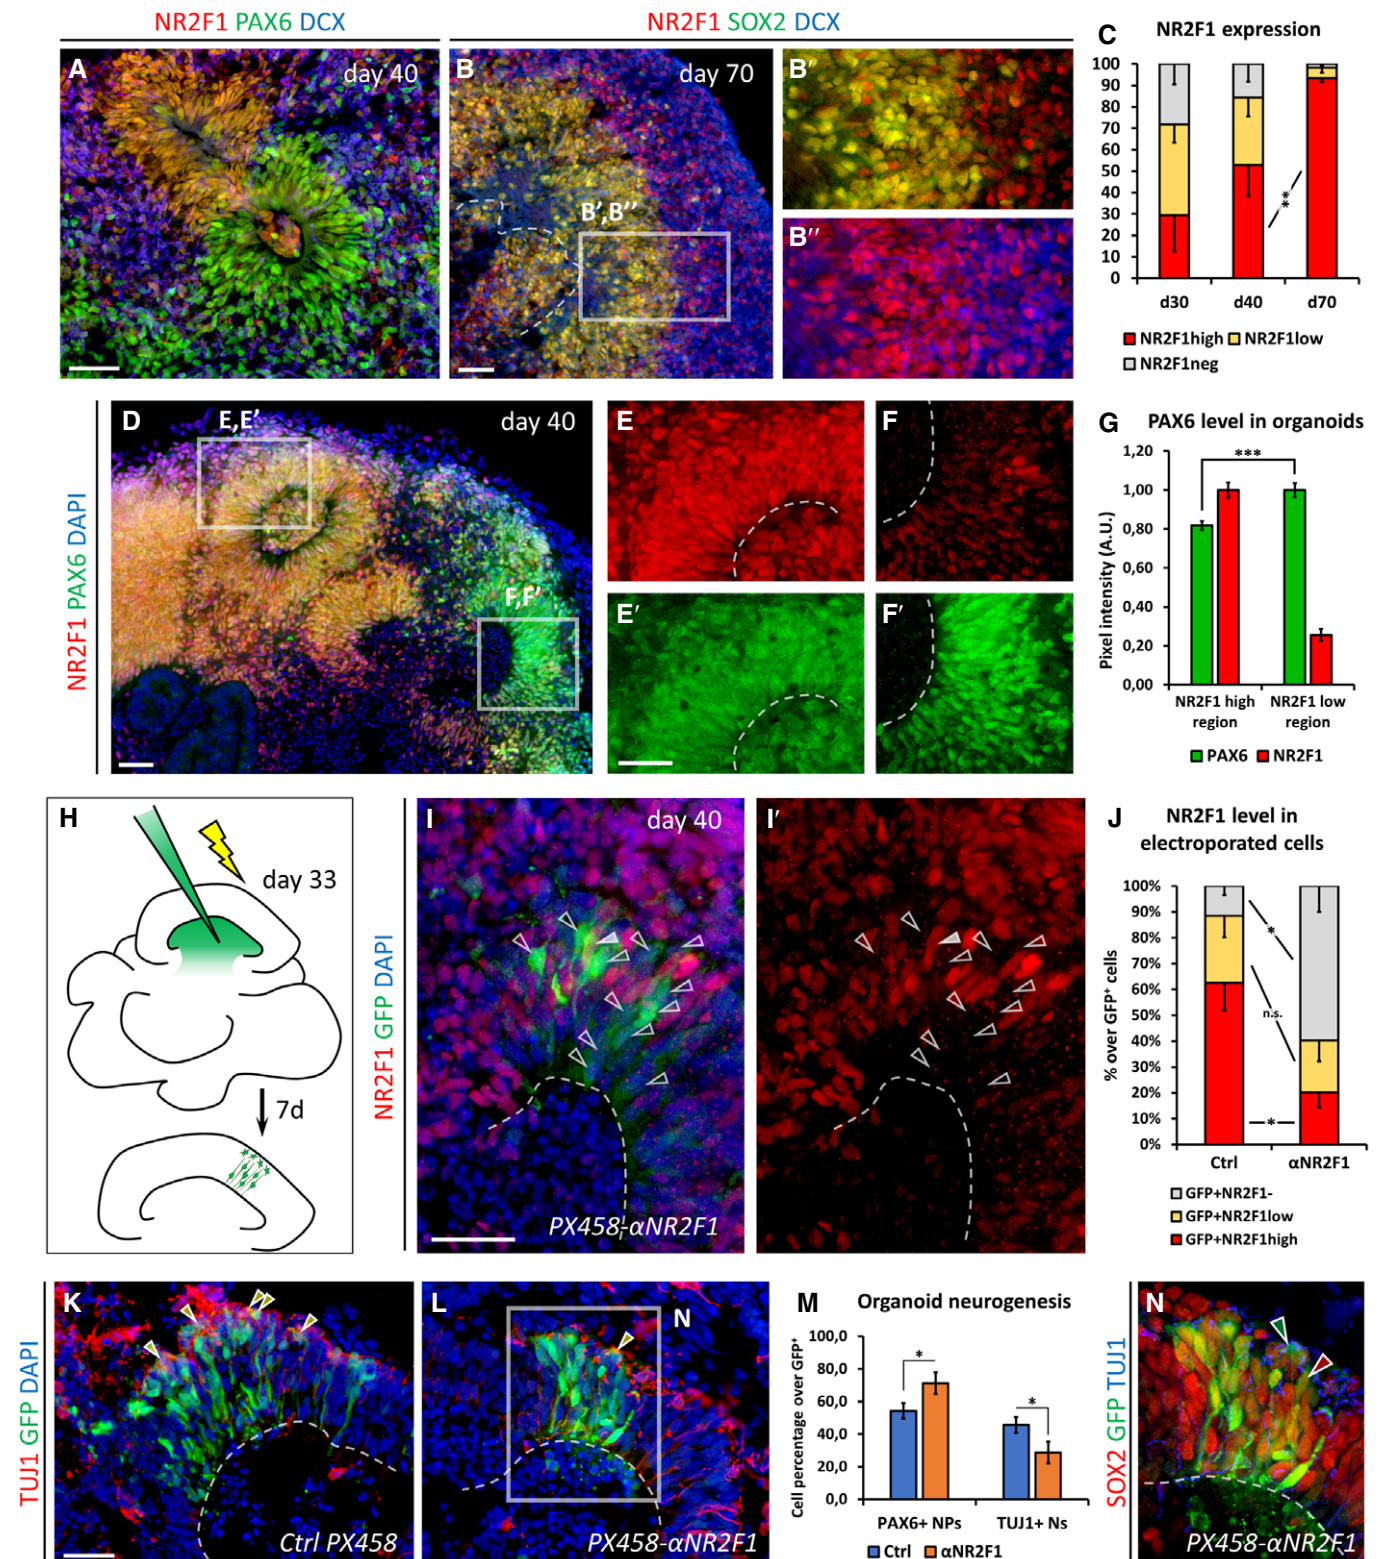 NR2F1 PAX6 DCX
NR2F1 SOX2 DCX
A
day 40
B
day 70
B′,B′′
B′
B′′
C
NR2F1 expression
100
90
80
70
60
50
40
30
20
10
0
**
d30 d40 d70
NR2F1high NR2F1low
NR2F1neg
NR2F1 PAX6 DAPI
D
E,E′
day 40
F,F′
E
F
E′
F′
G
PAX6 level in organoids
Pixel intensity (A.U.)
1,20
1,00
0,80
0,60
0,40
0,20
0,00
***
NR2F1 high region
NR2F1 low region
PAX6 NR2F1
H
day 33
7d
NR2F1 GFP DAPI
I
day 40
PX458-αNR2F1
I′
J
NR2F1 level in
electroporated cells
% over GFP⁺ cells
100%
90%
80%
70%
60%
50%
40%
30%
20%
10%
0%
*
n.s.
*
Ctrl αNR2F1
GFP+NR2F1-
GFP+NR2F1low
GFP+NR2F1high
TUJ1 GFP DAPI
K
Ctrl PX458
L
N
PX458-αNR2F1
M
Organoid neurogenesis
Cell percentage over GFP⁺
100,0
80,0
60,0
40,0
20,0
0,0
*
*
PAX6+ NPs TUJ1+ Ns
Ctrl αNR2F1
SOX2 GFP TUJ1
N
PX458-αNR2F1